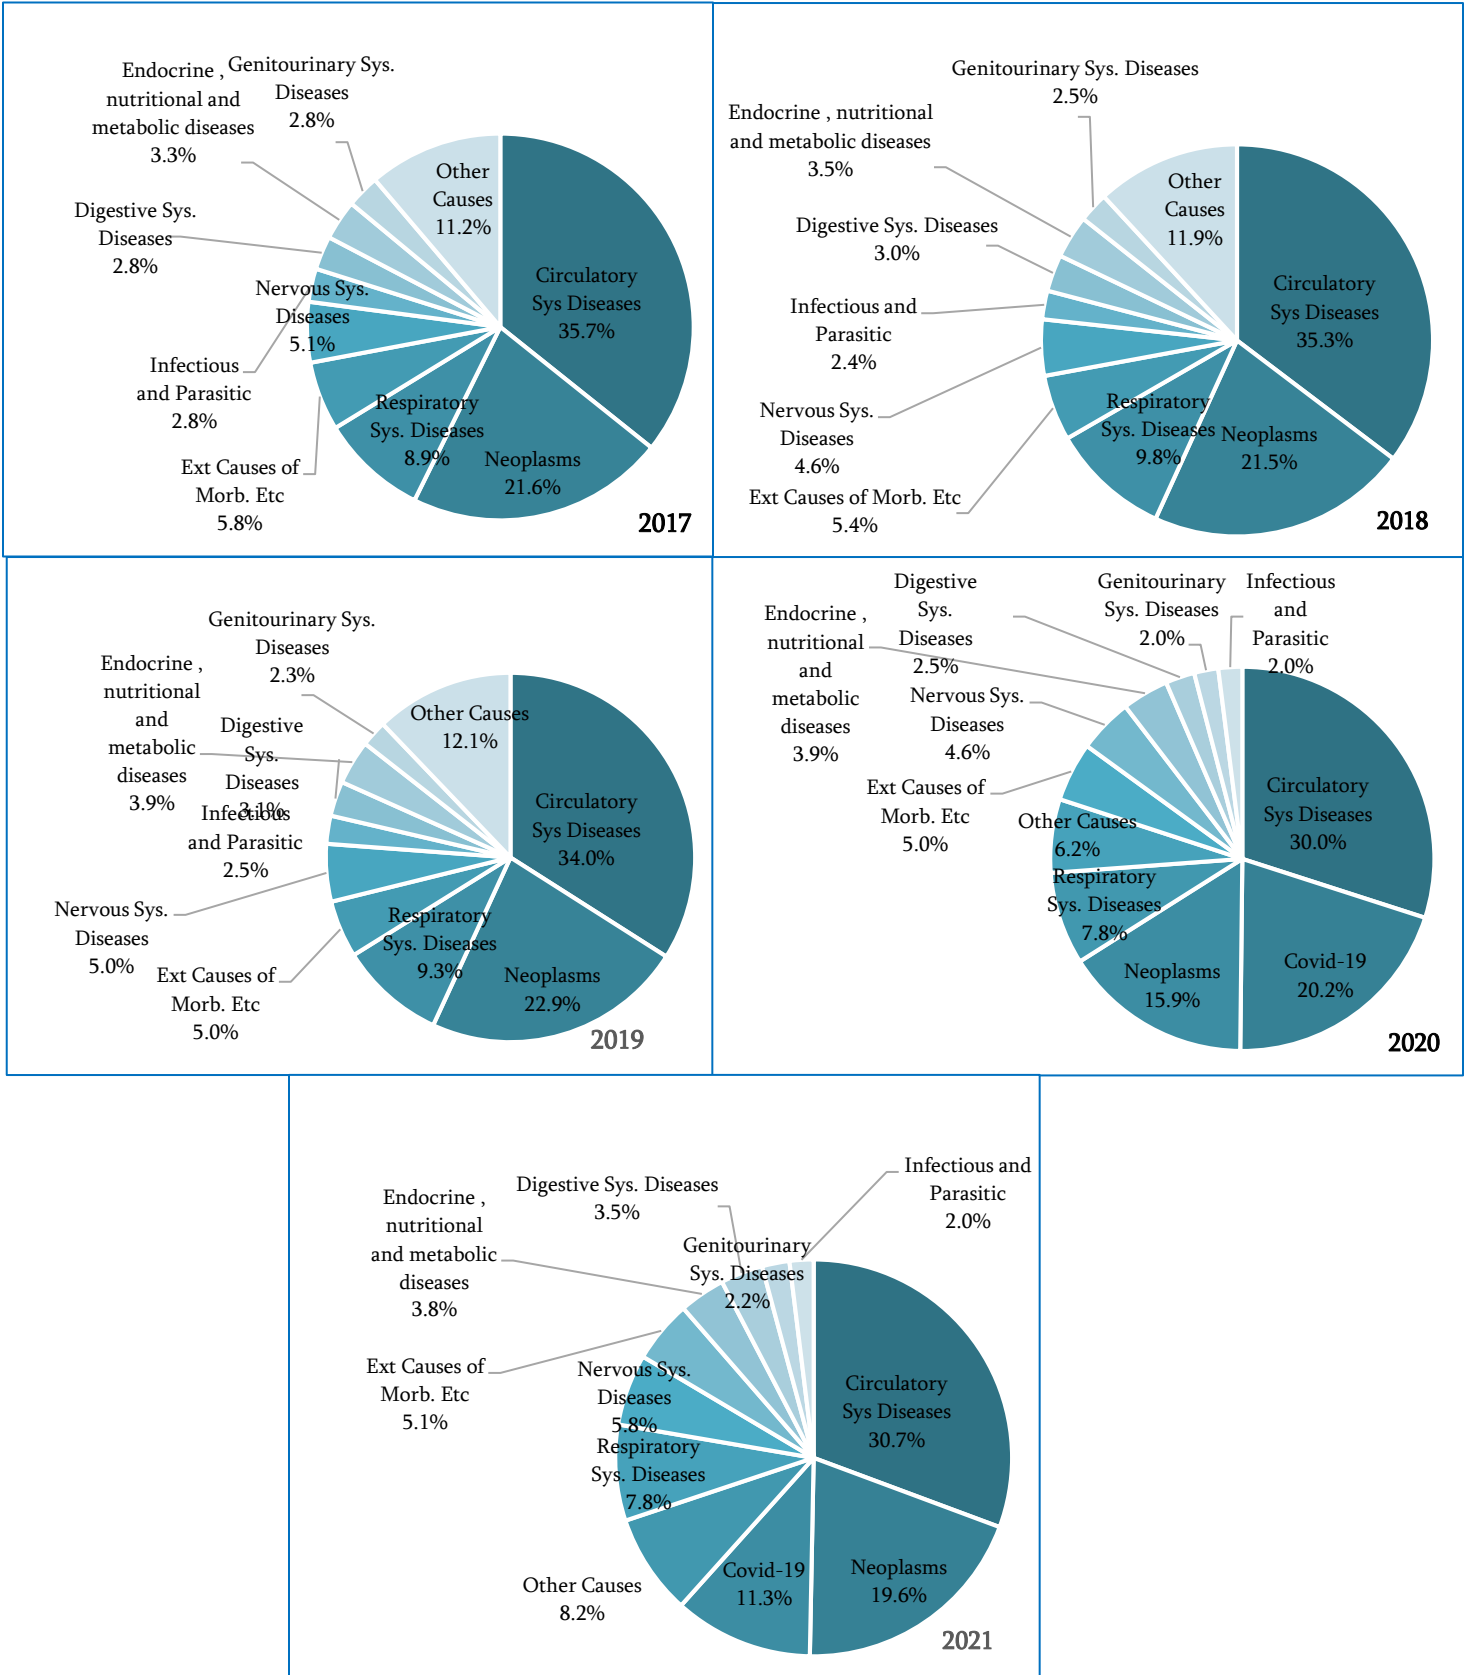 Genitourinary Sys.
Diseases
2.8%
Endocrine ,
nutritional and
metabolic diseases
3.3%
Digestive Sys.
Diseases
2.8%
Nervous Sys.
Diseases
5.1%
Infectious
and Parasitic
2.8%
Ext Causes of
Morb. Etc
5.8%
Other
Causes
11.2%
Circulatory
Sys Diseases
35.7%
Respiratory
Sys. Diseases
8.9%
Neoplasms
21.6%
2017
Genitourinary Sys. Diseases
2.5%
Endocrine , nutritional
and metabolic diseases
3.5%
Digestive Sys. Diseases
3.0%
Infectious and
Parasitic
2.4%
Nervous Sys.
Diseases
4.6%
Ext Causes of Morb. Etc
5.4%
Other
Causes
11.9%
Circulatory
Sys Diseases
35.3%
Respiratory
Sys. Diseases
9.8%
Neoplasms
21.5%
2018
Genitourinary Sys.
Diseases
2.3%
Endocrine ,
nutritional
and
metabolic
diseases
3.9%
Digestive
Sys.
Diseases
3.1%
Infectious
and Parasitic
2.5%
Nervous Sys.
Diseases
5.0%
Ext Causes of
Morb. Etc
5.0%
Other Causes
12.1%
Circulatory
Sys Diseases
34.0%
Respiratory
Sys. Diseases
9.3%
Neoplasms
22.9%
2019
Digestive
Sys.
Diseases
2.5%
Genitourinary
Sys. Diseases
2.0%
Infectious
and
Parasitic
2.0%
Endocrine ,
nutritional
and
metabolic
diseases
3.9%
Nervous Sys.
Diseases
4.6%
Ext Causes of
Morb. Etc
5.0%
Other Causes
6.2%
Respiratory
Sys. Diseases
7.8%
Circulatory
Sys Diseases
30.0%
Neoplasms
15.9%
Covid-19
20.2%
2020
Infectious and
Parasitic
2.0%
Digestive Sys. Diseases
3.5%
Endocrine ,
nutritional
and metabolic
diseases
3.8%
Genitourinary
Sys. Diseases
2.2%
Ext Causes of
Morb. Etc
5.1%
Nervous Sys.
Diseases
5.8%
Respiratory
Sys. Diseases
7.8%
Circulatory
Sys Diseases
30.7%
Other Causes
8.2%
Covid-19
11.3%
Neoplasms
19.6%
2021